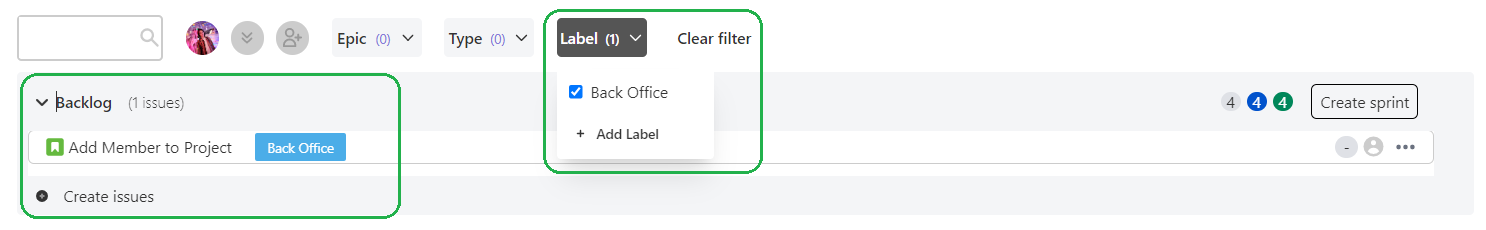 Epic (0) Type (0) Label (1) Clear filter
Back Office
+ Add Label
Backlog (1 issues) 4 4 4 Create sprint
Add Member to Project Back Office - •••
Create issues